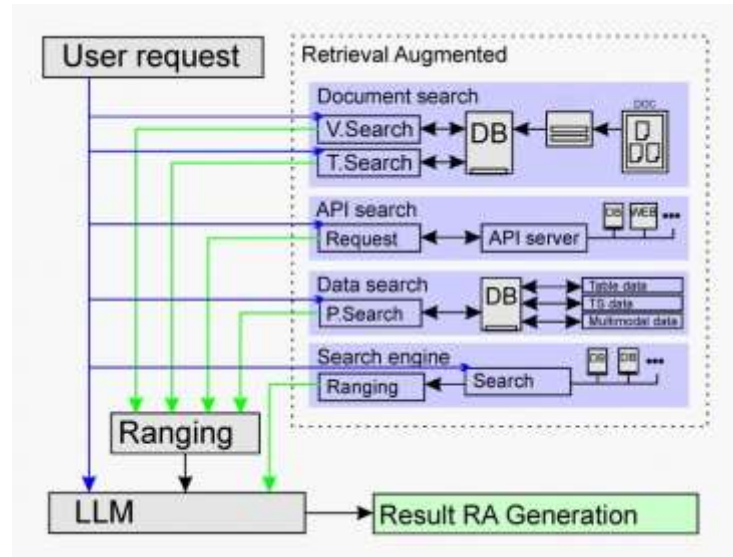 User request
Retrieval Augmented
Document search
DOC
V.Search
DB
T.Search
API search
DB
WEB
...
Request
API server
Data search
DB
Table data
TS data
Multimodal data
P.Search
Search engine
DB
DB
...
Ranging
Search
Ranging
LLM
Result RA Generation